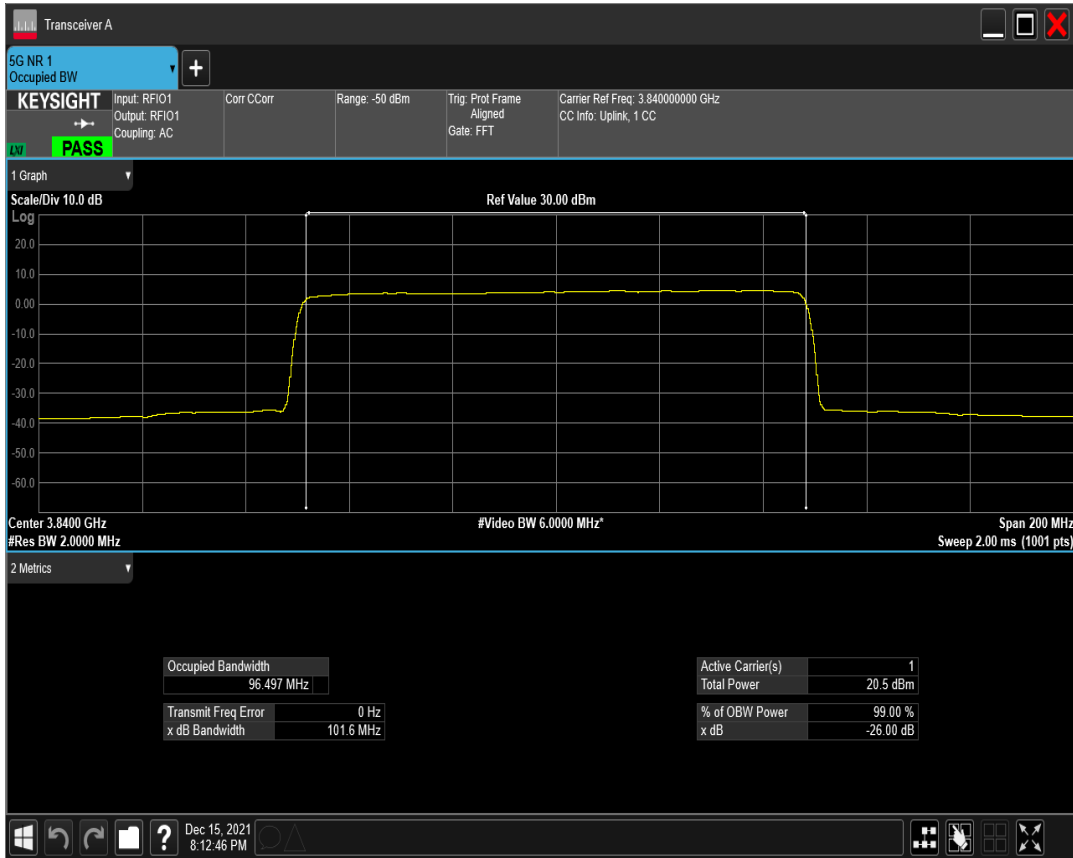 Transceiver A
5G NR 1
Occupied BW
KEYSIGHT
LXI
PASS
Input: RFIO1
Output: RFIO1
Coupling: AC
Corr CCorr
Range: -50 dBm
Trig: Prot Frame
Aligned
Gate: FFT
Carrier Ref Freq: 3.840000000 GHz
CC Info: Uplink, 1 CC
1 Graph
Scale/Div 10.0 dB
Ref Value 30.00 dBm
Log
20.0
10.0
0.00
-10.0
-20.0
-30.0
-40.0
-50.0
-60.0
Center 3.8400 GHz
#Video BW 6.0000 MHz*
Span 200 MHz
#Res BW 2.0000 MHz
Sweep 2.00 ms (1001 pts)
2 Metrics
Occupied Bandwidth
96.497 MHz
Active Carrier(s) 1
Total Power 20.5 dBm
Transmit Freq Error 0 Hz
x dB Bandwidth 101.6 MHz
% of OBW Power 99.00 %
x dB -26.00 dB
?
Dec 15, 2021
8:12:46 PM